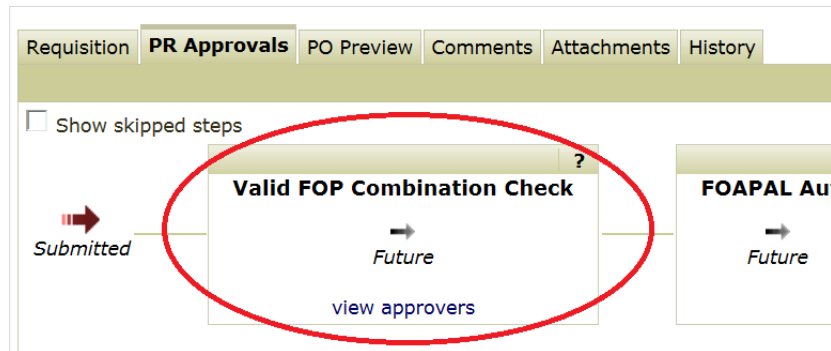 Requisition PR Approvals PO Preview Comments Attachments History
Show skipped steps
?
Valid FOP Combination Check
FOAPAL
Submitted
Future
Future
view approvers